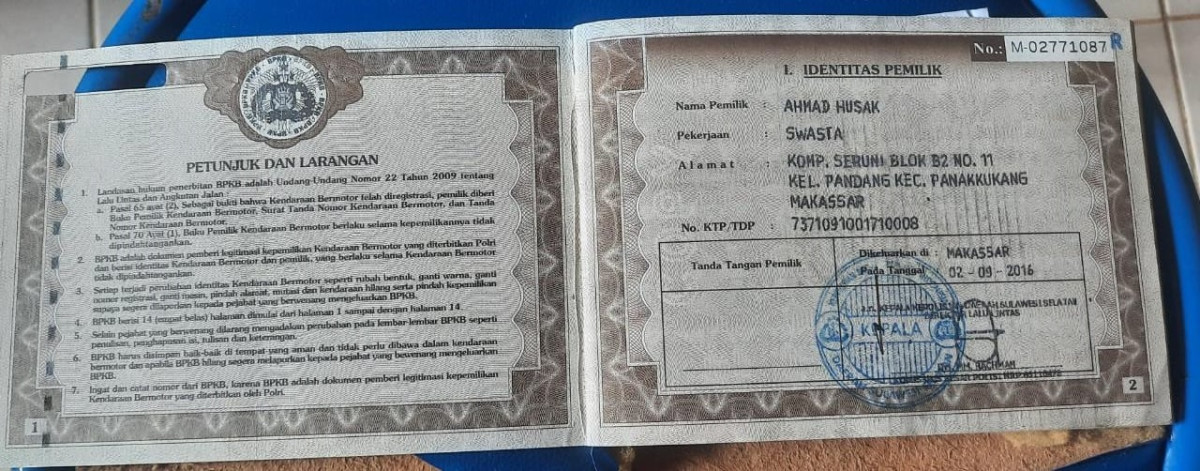 PETUNJUK DAN LARANGAN
1. Landasan hukum penerbitan BPKB adalah Undang-Undang Nomor 22 Tahun 2009 tentang
Lalu Lintas dan Angkutan Jalan :
a. Pasal 65 ayat (2), Sebagai bukti bahwa Kendaraan Bermotor telah diregistrasi, pemilik diberi
Buku Pemilik Kendaraan Bermotor, Surat Tanda Nomor Kendaraan Bermotor, dan Tanda
Nomor Kendaraan Bermotor.
b. Pasal 70 Ayat (1), Buku Pemilik Kendaraan Bermotor berlaku selama kepemilikannya tidak
dipindahtangankan.
2. BPKB adalah dokumen pemberi legitimasi kepemilikan Kendaraan Bermotor yang diterbitkan Polri
dan berisi identitas Kendaraan Bermotor dan pemilik, yang berlaku selama Kendaraan Bermotor
tidak dipindahtangankan.
3. Setiap terjadi perubahan identitas Kendaraan Bermotor seperti rubah bentuk, ganti warna, ganti
nomor registrasi, ganti mesin, pindah alamat, mutasi dan kendaraan hilang serta pindah kepemilikan
supaya segera dilaporkan kepada pejabat yang berwenang mengeluarkan BPKB.
4. BPKB berisi 14 (empat belas) halaman dimulai dari halaman 1 sampai dengan halaman 14.
5. Selain pejabat yang berwenang dilarang mengadakan perubahan pada lembar-lembar BPKB seperti
penulisan, penghapusan isi, tulisan dan keterangan.
6. BPKB harus disimpan baik-baik di tempat yang aman dan tidak perlu dibawa dalam kendaraan
bermotor dan apabila BPKB hilang segera melaporkan kepada pejabat yang berwenang mengeluarkan
BPKB.
7. Ingat dan catat nomor dari BPKB, karena BPKB adalah dokumen pemberi legitimasi kepemilikan
Kendaraan Bermotor yang diterbitkan oleh Polri.
1
No.: M-02771087 R
I. IDENTITAS PEMILIK
Nama Pemilik : AHMAD HUSAK
Pekerjaan : SWASTA
Alamat : KOMP. SERUNI BLOK B2 NO. 11
KEL. PANDANG KEC. PANAKKUKANG
MAKASSAR
No. KTP/TDP : 7371091001710008
Tanda Tangan Pemilik
Dikeluarkan di : MAKASSAR
Pada Tanggal 02-09-2016
DAERAH SULAWESI SELATAN
LALU LINTAS
KEPALA
RACHMAN
2